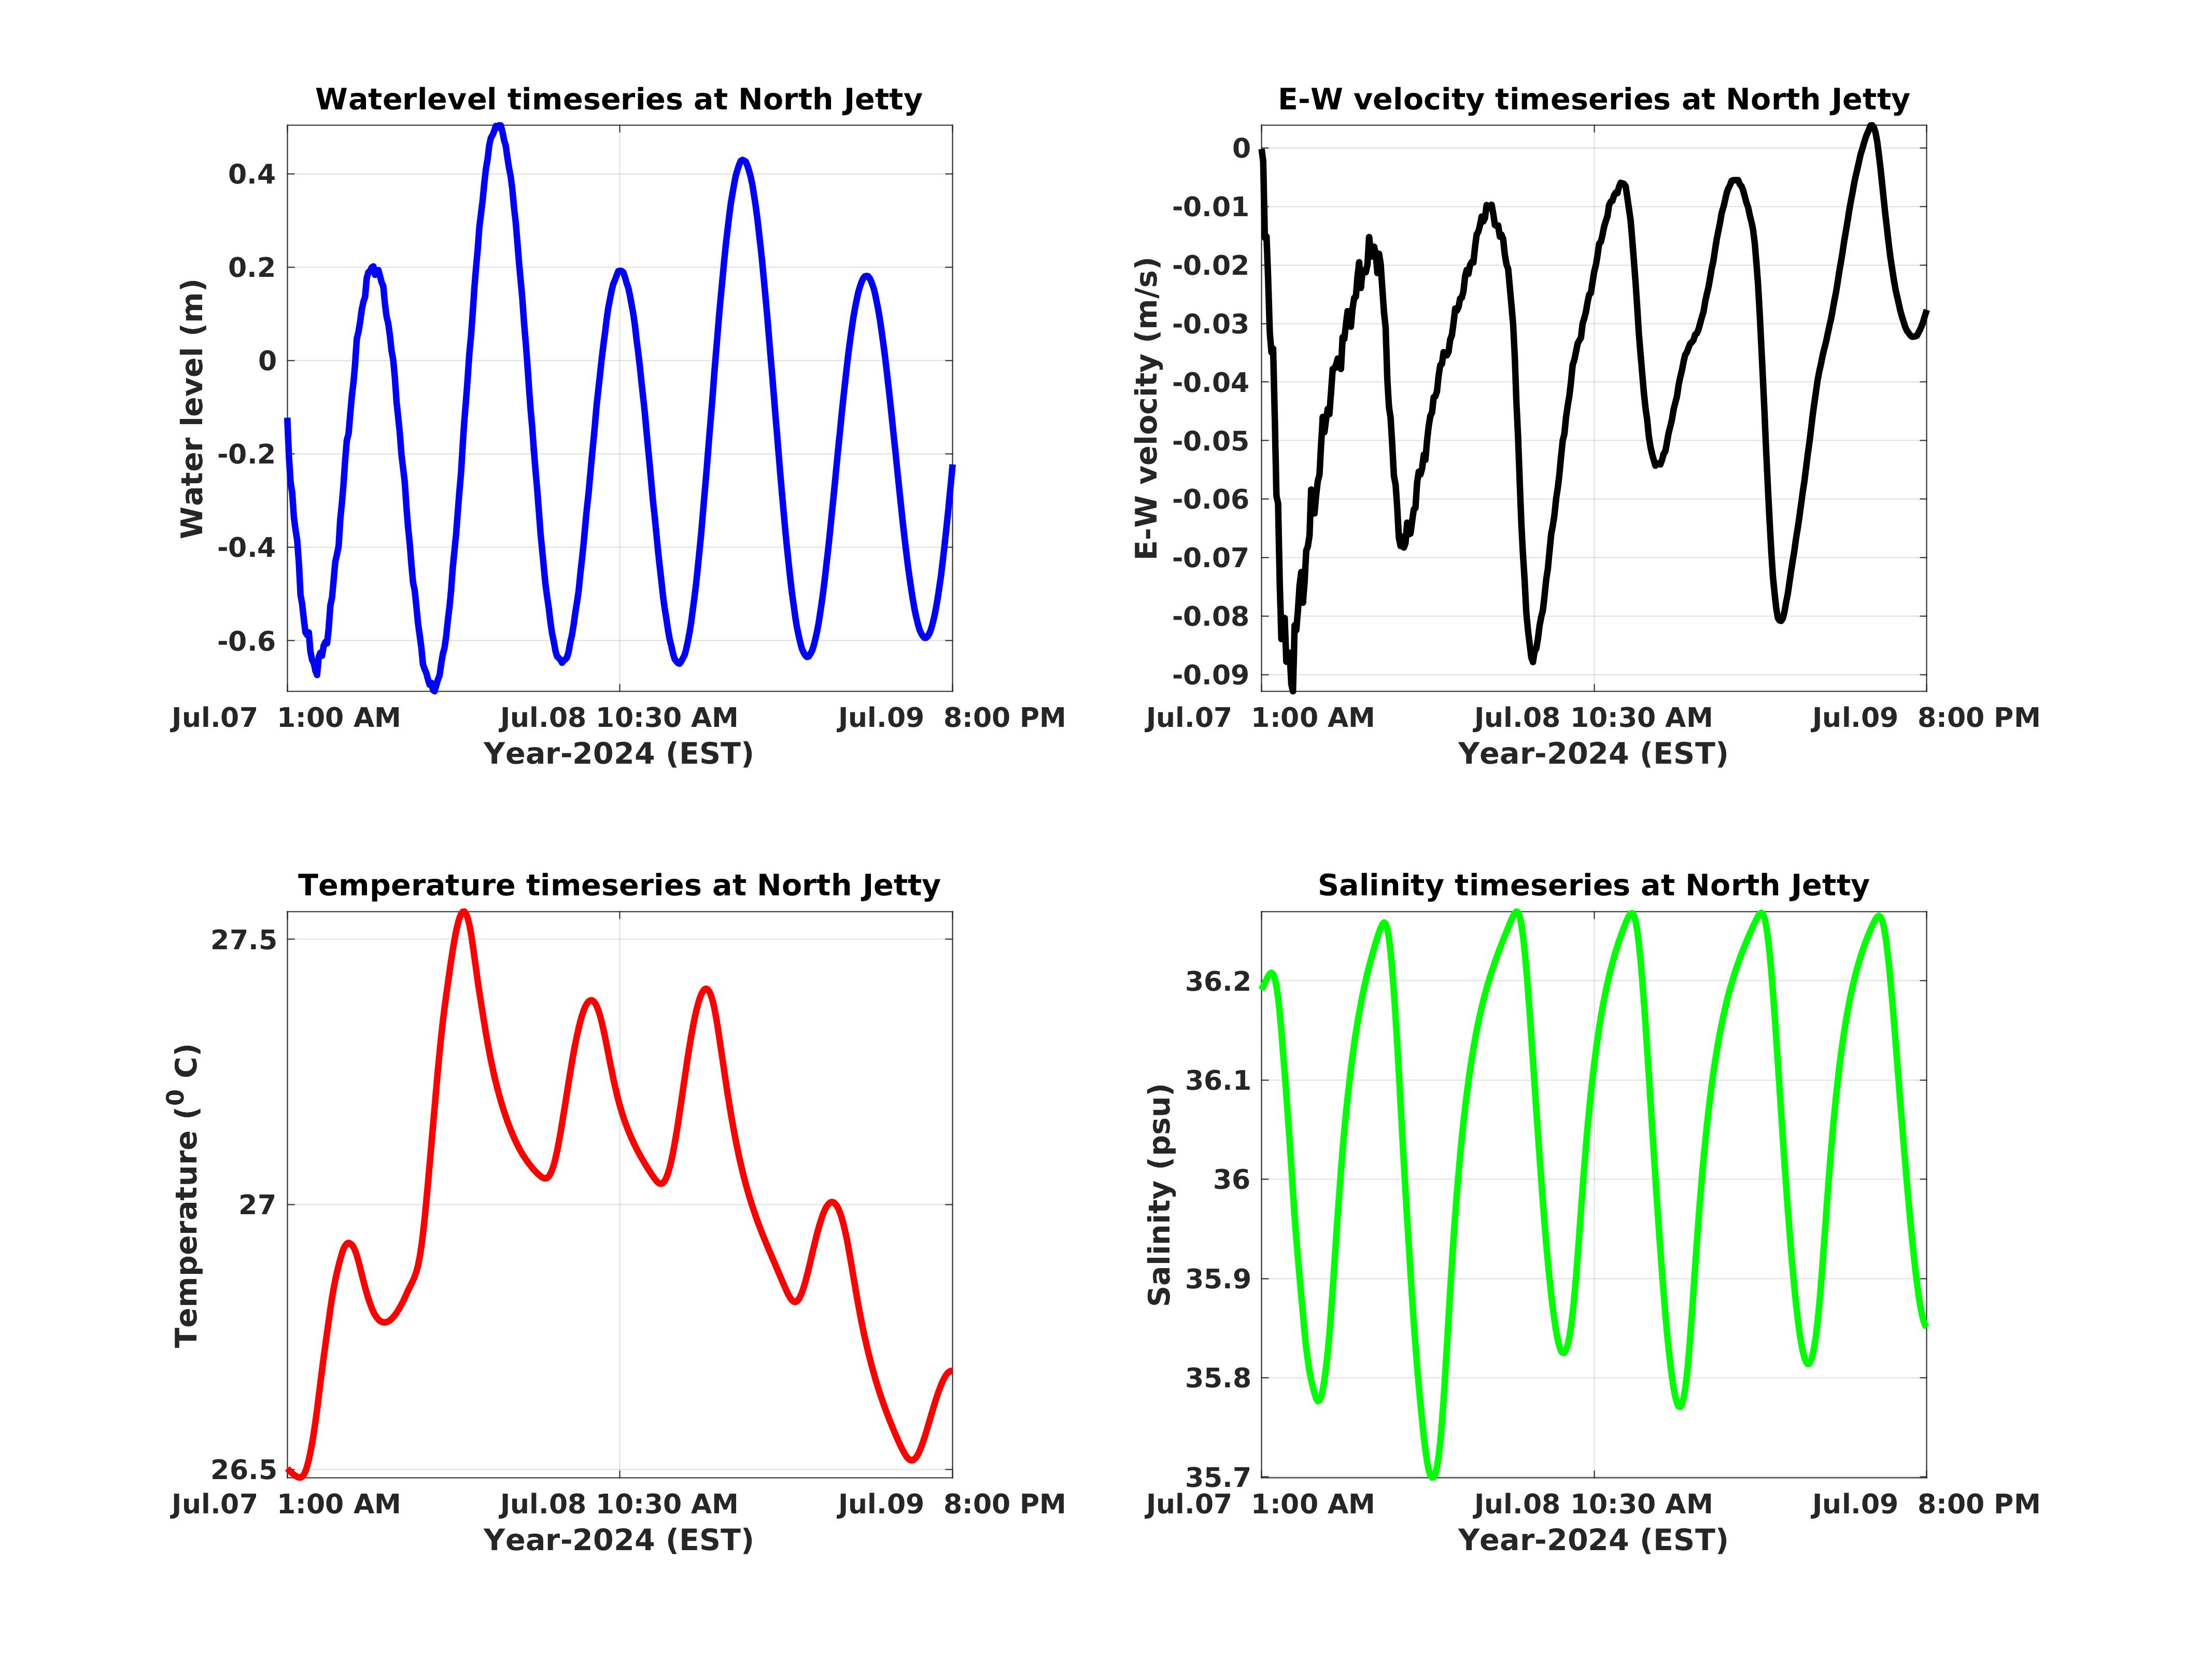 Waterlevel timeseries at North Jetty
0.4
0.2
0
-0.2
-0.4
-0.6
Water level (m)
Jul.07 1:00 AM
Jul.08 10:30 AM
Jul.09 8:00 PM
Year-2024 (EST)
E-W velocity timeseries at North Jetty
0
-0.01
-0.02
-0.03
-0.04
-0.05
-0.06
-0.07
-0.08
-0.09
E-W velocity (m/s)
Jul.07 1:00 AM
Jul.08 10:30 AM
Jul.09 8:00 PM
Year-2024 (EST)
Temperature timeseries at North Jetty
27.5
27
26.5
Temperature (⁰ C)
Jul.07 1:00 AM
Jul.08 10:30 AM
Jul.09 8:00 PM
Year-2024 (EST)
Salinity timeseries at North Jetty
36.2
36.1
36
35.9
35.8
35.7
Salinity (psu)
Jul.07 1:00 AM
Jul.08 10:30 AM
Jul.09 8:00 PM
Year-2024 (EST)